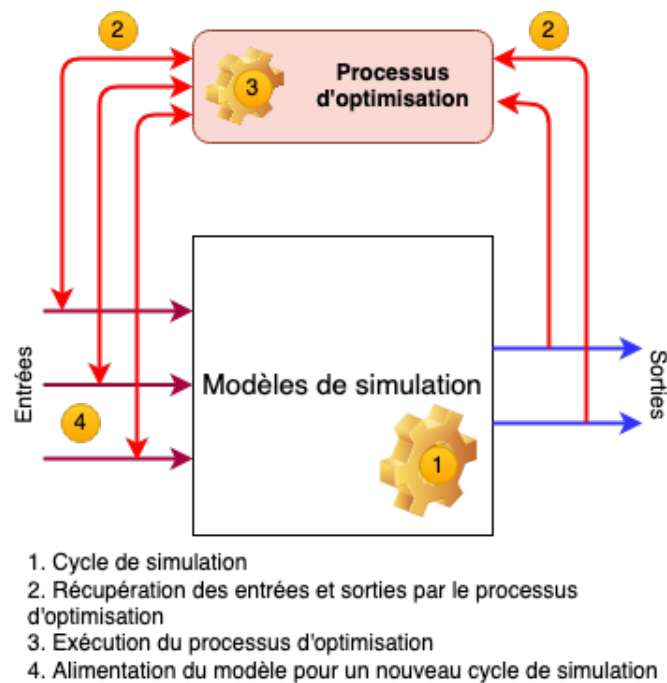 2
2
3
Processus
d'optimisation
Entrées
Modèles de simulation
Sorties
4
1
1. Cycle de simulation
2. Récupération des entrées et sorties par le processus
d'optimisation
3. Exécution du processus d'optimisation
4. Alimentation du modèle pour un nouveau cycle de simulation